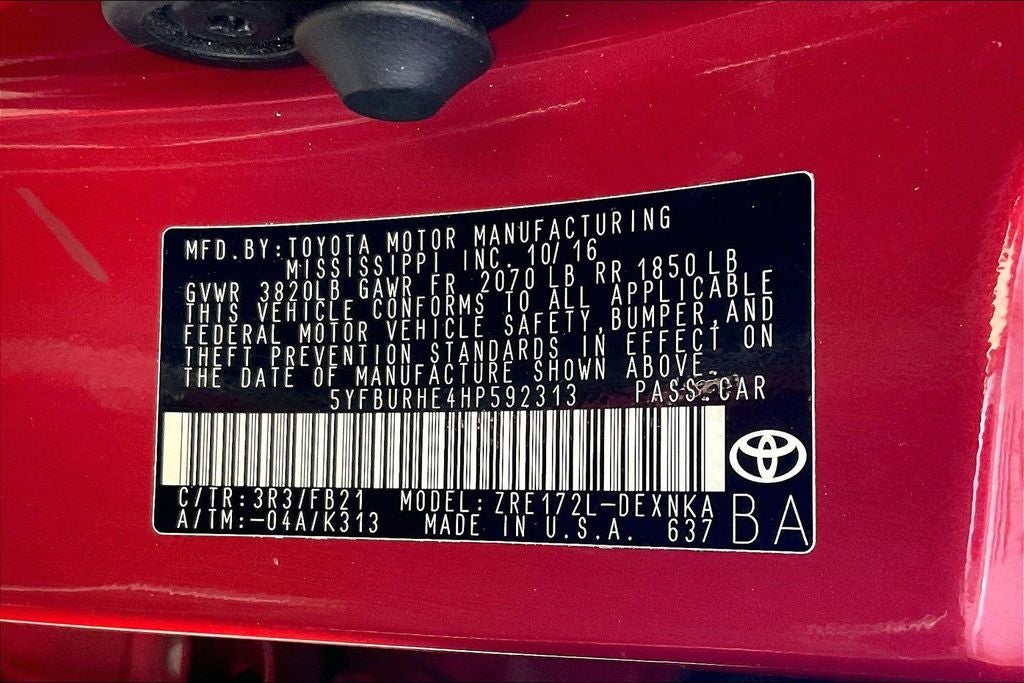 MFD. BY: TOYOTA MOTOR MANUFACTURING
MISSISSIPPI INC. 10/16
GVWR 3820LB GAWR FR 2070 LB RR 1850 LB
THIS VEHICLE CONFORMS TO ALL APPLICABLE
FEDERAL MOTOR VEHICLE SAFETY, BUMPER, AND
THEFT PREVENTION STANDARDS IN EFFECT ON
THE DATE OF MANUFACTURE SHOWN ABOVE.
5YFBURHE4HP592313 PASS. CAR
C/TR: 3R3/FB21 MODEL: ZRE172L-DEXNKA
A/TM: -04A/K313 MADE IN U.S.A. 637 BA